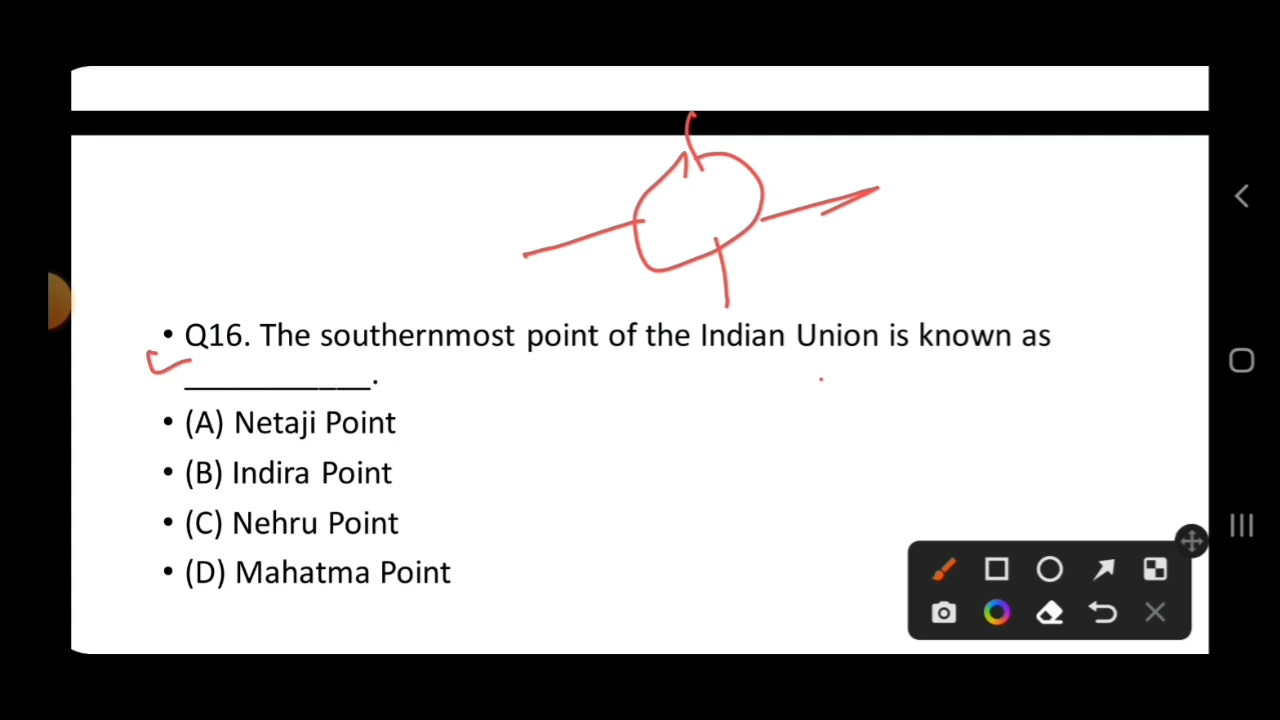 • Q16. The southernmost point of the Indian Union is known as
___________.
• (A) Netaji Point
• (B) Indira Point
• (C) Nehru Point
• (D) Mahatma Point